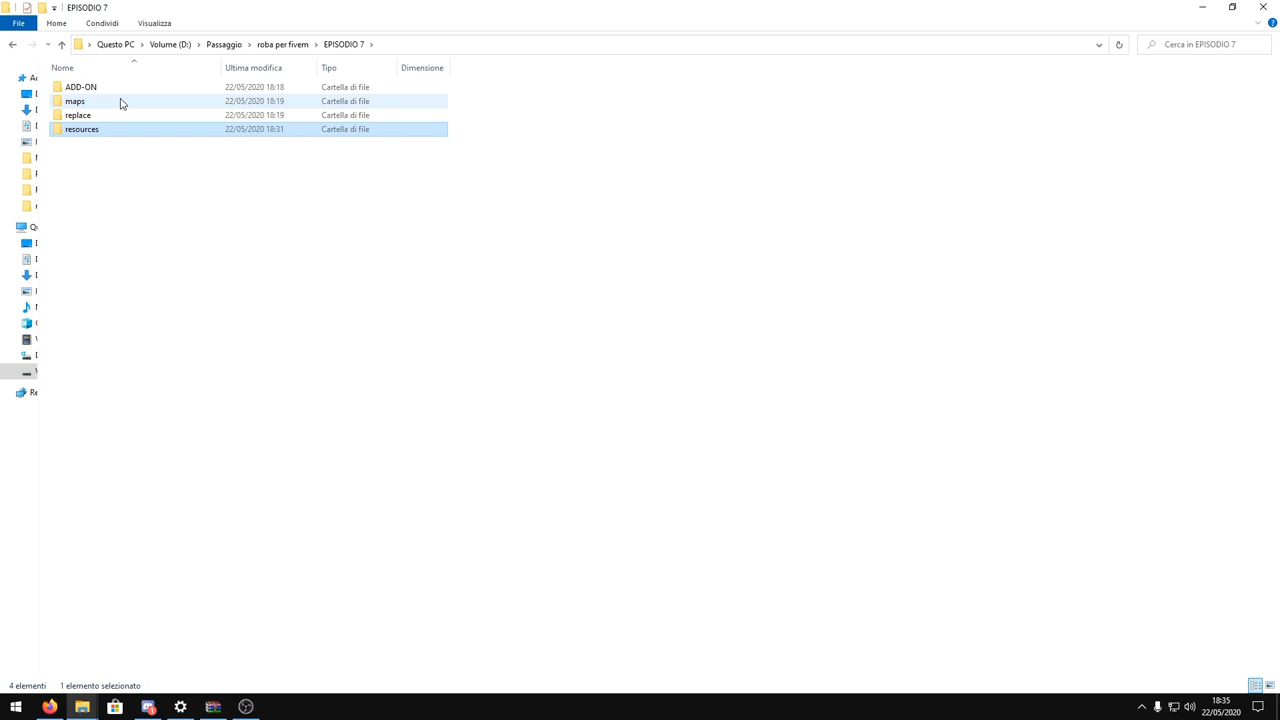 EPISODIO 7
File Home Condividi Visualizza
Questo PC Volume (D:) Passaggio roba per fivem EPISODIO 7
Cerca in EPISODIO 7
Nome Ultima modifica Tipo Dimensione
ADD-ON 22/05/2020 18:18 Cartella di file
maps 22/05/2020 18:19 Cartella di file
replace 22/05/2020 18:19 Cartella di file
resources 22/05/2020 18:31 Cartella di file
4 elementi 1 elemento selezionato
18:35
22/05/2020